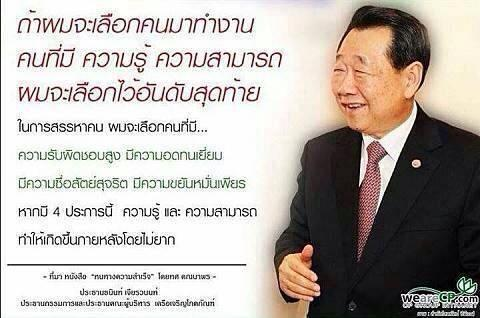 ถ้าผมจะเลือกคนมาทำงาน
คนที่มี ความรู้ ความสามารถ
ผมจะเลือกไว้อันดับสุดท้าย
ในการสรรหาคน ผมจะเลือกคนที่มี...
ความรับผิดชอบสูง มีความอดทนเยี่ยม
มีความซื่อสัตย์สุจริต มีความขยันหมั่นเพียร
หากมี 4 ประการนี้ ความรู้ และ ความสามารถ
ทำให้เกิดขึ้นภายหลังโดยไม่ยาก
- ที่มา หนังสือ "หนทางความสำเร็จ" โดยทศ คณนาพร -
ประธานธนินท์ เจียรวนนท์
ประธานกรรมการและประธานคณะผู้บริหาร เครือเจริญโภคภัณฑ์
weareCP.com
CP GROUP INTRANET